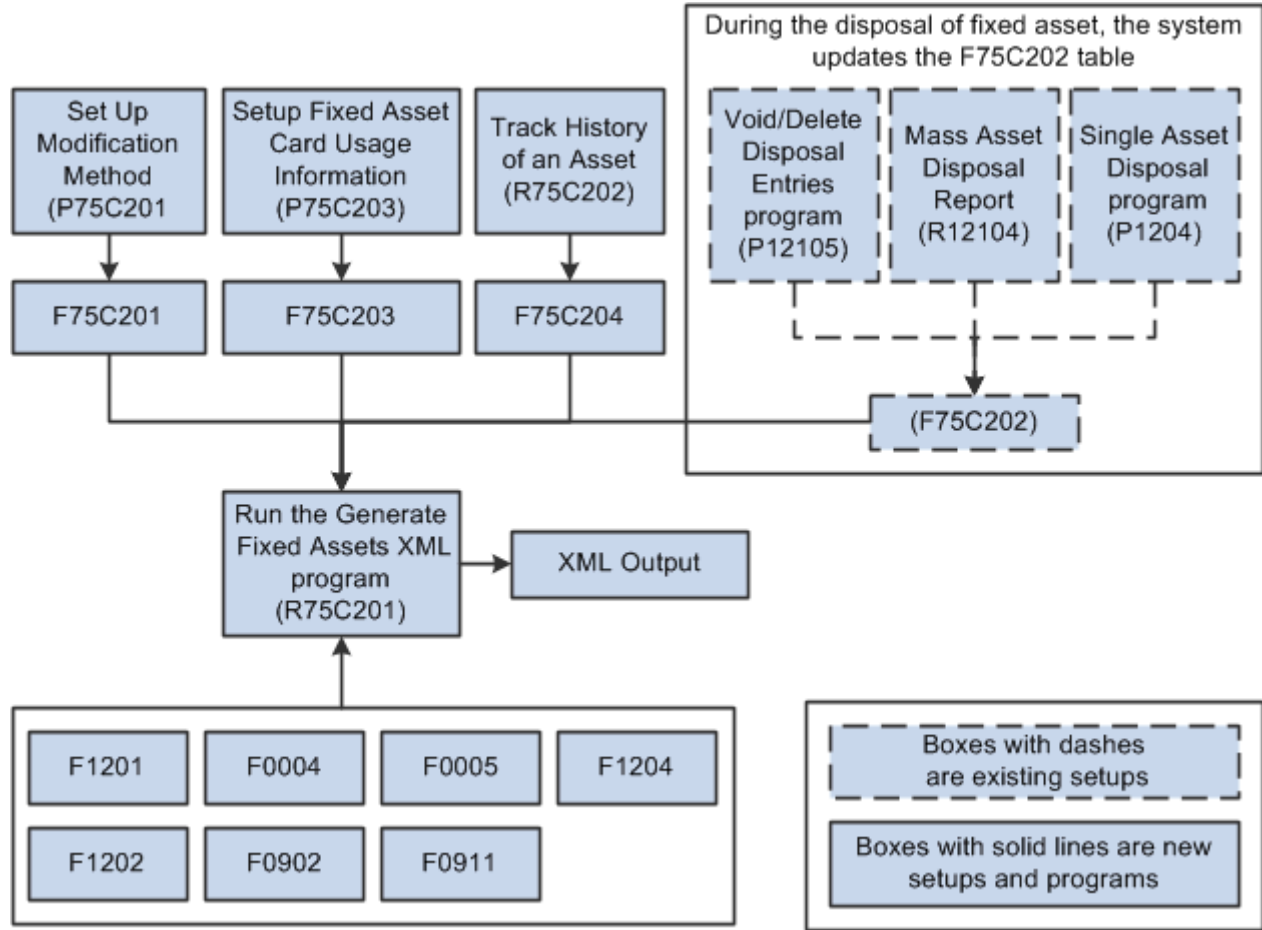 During the disposal of fixed asset, the system
updates the F75C202 table
Set Up
Modification
Method
(P75C201
Setup Fixed Asset
Card Usage
Information
(P75C203)
Track History
of an Asset
(R75C202)
Void/Delete
Disposal
Entries
program
(P12105)
Mass Asset
Disposal
Report
(R12104)
Single Asset
Disposal
program
(P1204)
F75C201
F75C203
F75C204
(F75C202)
Run the Generate
Fixed Assets XML
program
(R75C201)
XML Output
F1201
F0004
F0005
F1204
F1202
F0902
F0911
Boxes with dashes
are existing setups
Boxes with solid lines are new
setups and programs